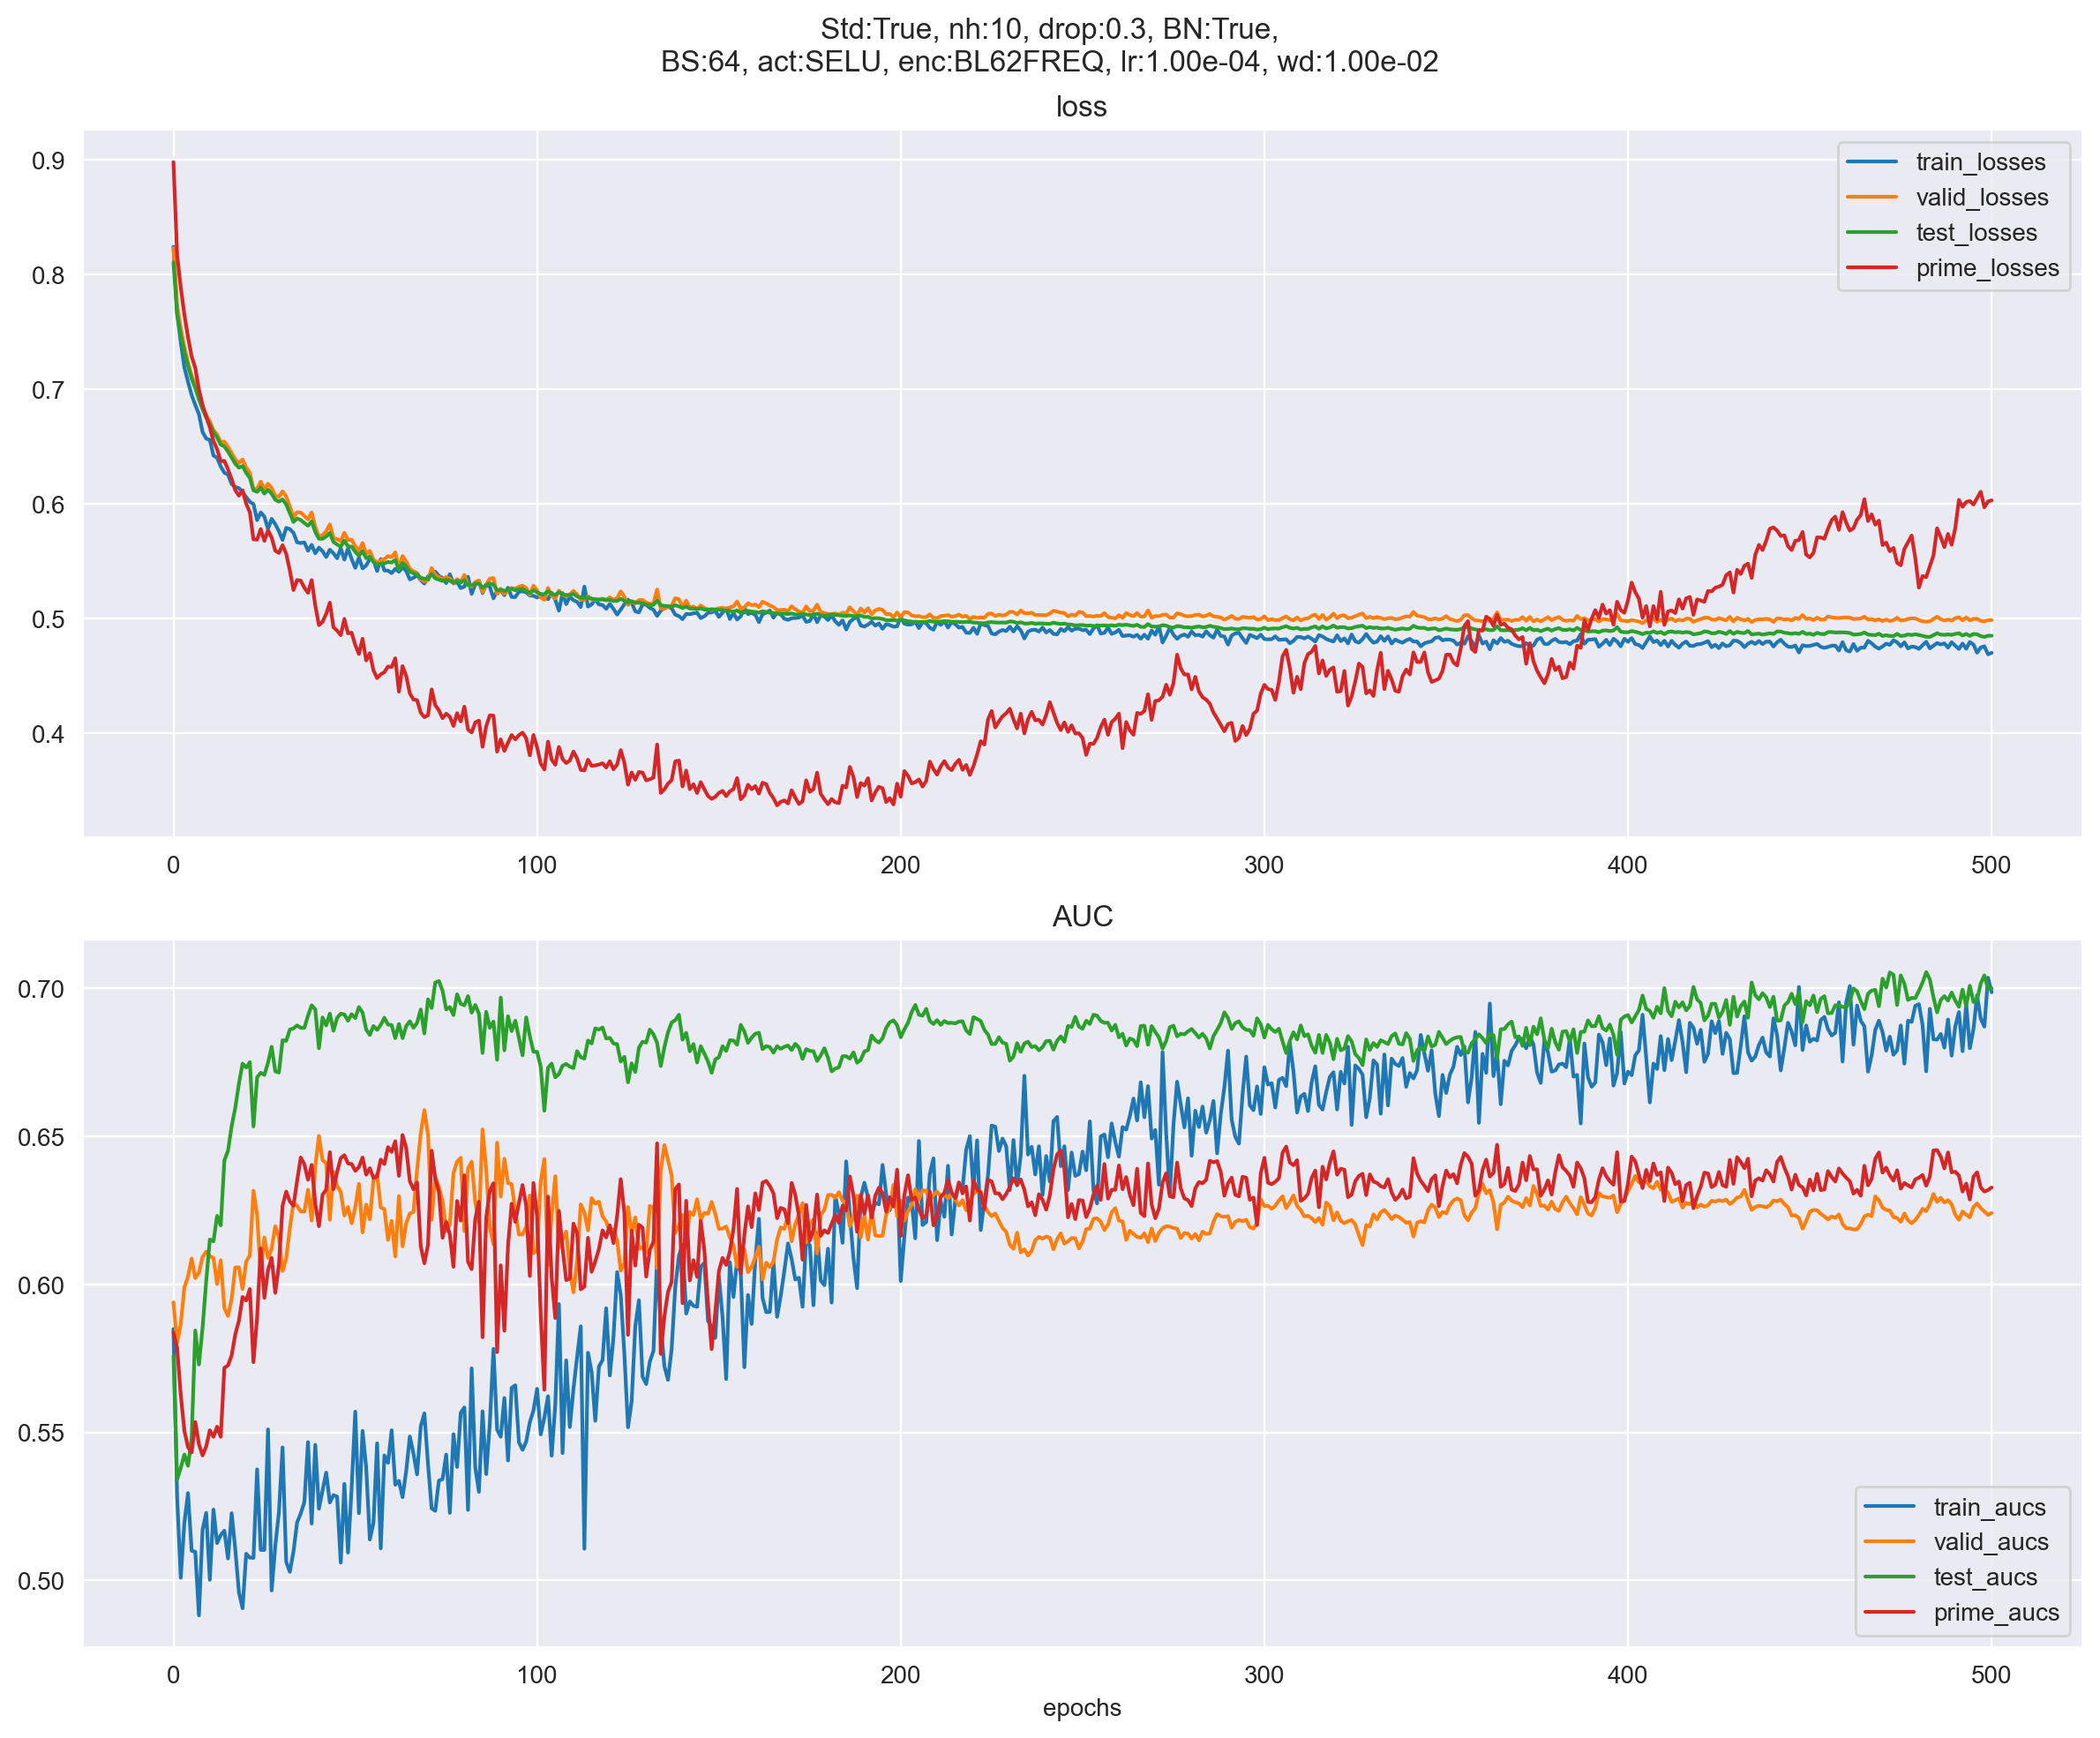 Std:True, nh:10, drop:0.3, BN:True,
BS:64, act:SELU, enc:BL62FREQ, lr:1.00e-04, wd:1.00e-02
loss
0.9
0.8
0.7
0.6
0.5
0.4
train_losses
valid_losses
test_losses
prime_losses
0 100 200 300 400 500
AUC
0.70
0.65
0.60
0.55
0.50
train_aucs
valid_aucs
test_aucs
prime_aucs
0 100 200 300 400 500
epochs